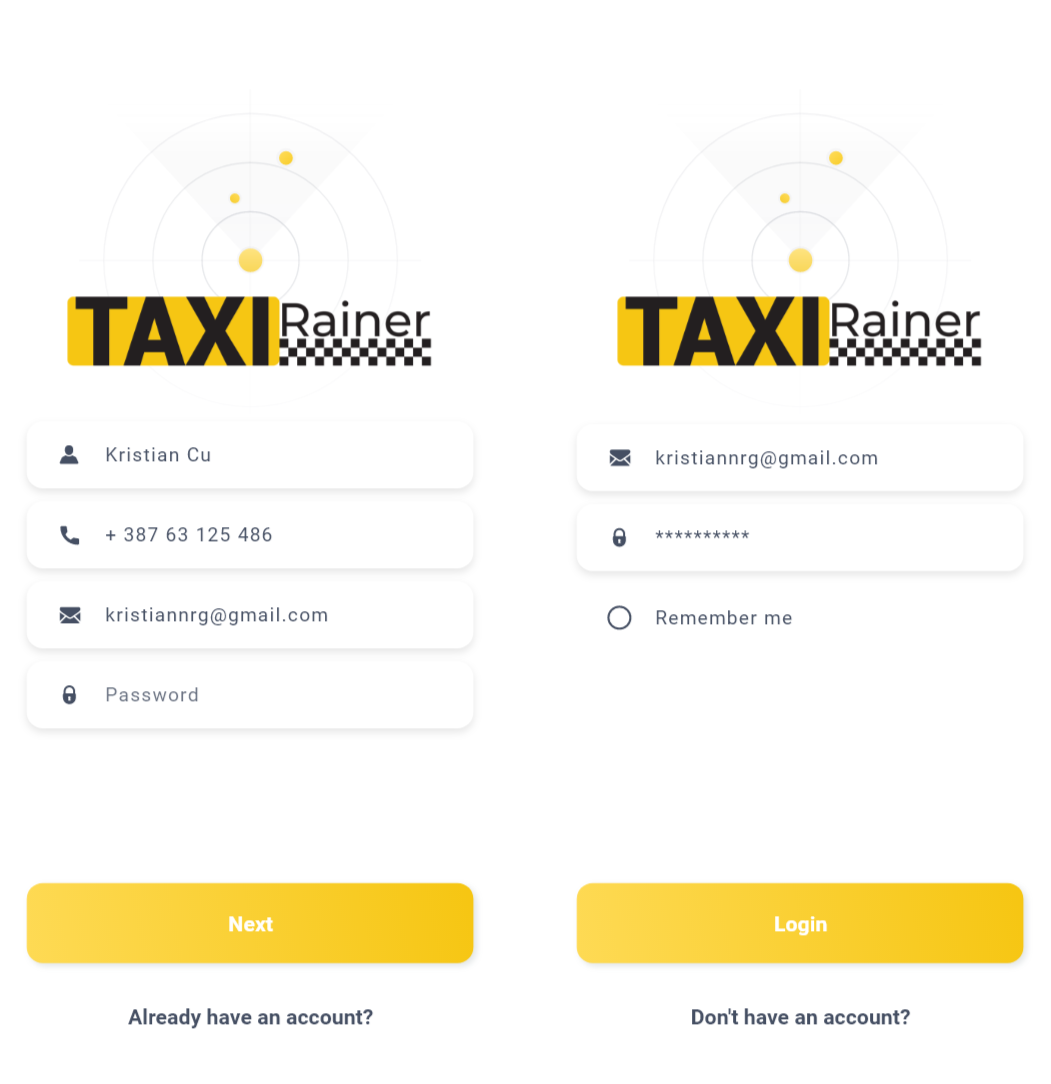 TAXI Rainer
Kristian Cu
+ 387 63 125 486
kristiannrg@gmail.com
Password
Next
Already have an account?
TAXI Rainer
kristiannrg@gmail.com
**********
Remember me
Login
Don't have an account?